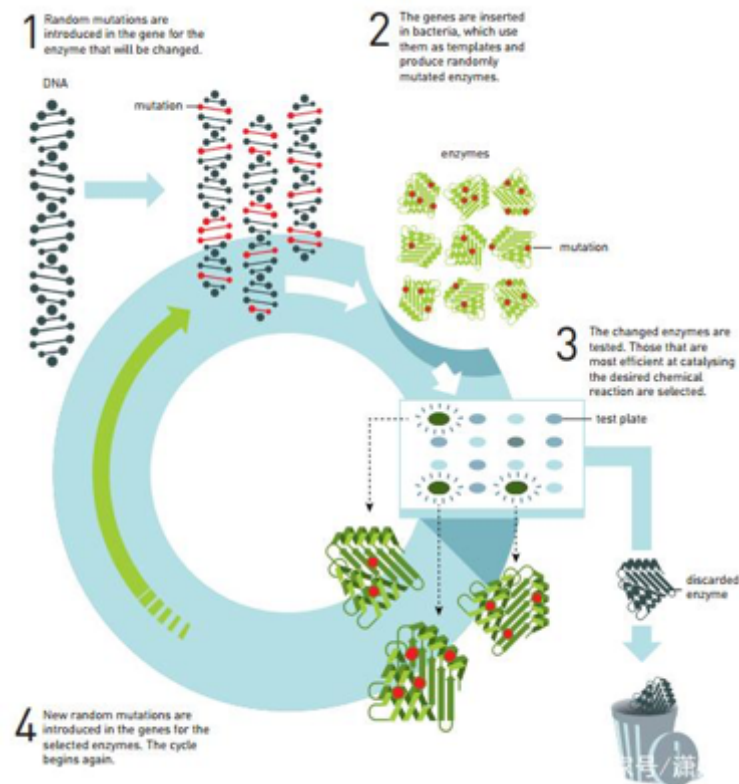 1
Random mutations are
introduced in the gene for the
enzyme that will be changed.
DNA
mutation
2
The genes are inserted
in bacteria, which use
them as templates and
produce randomly
mutated enzymes.
enzymes
mutation
3
The changed enzymes are
tested. Those that are
most efficient at catalysing
the desired chemical
reaction are selected.
test plate
discarded
enzyme
4
New random mutations are
introduced in the genes for the
selected enzymes. The cycle
begins again.